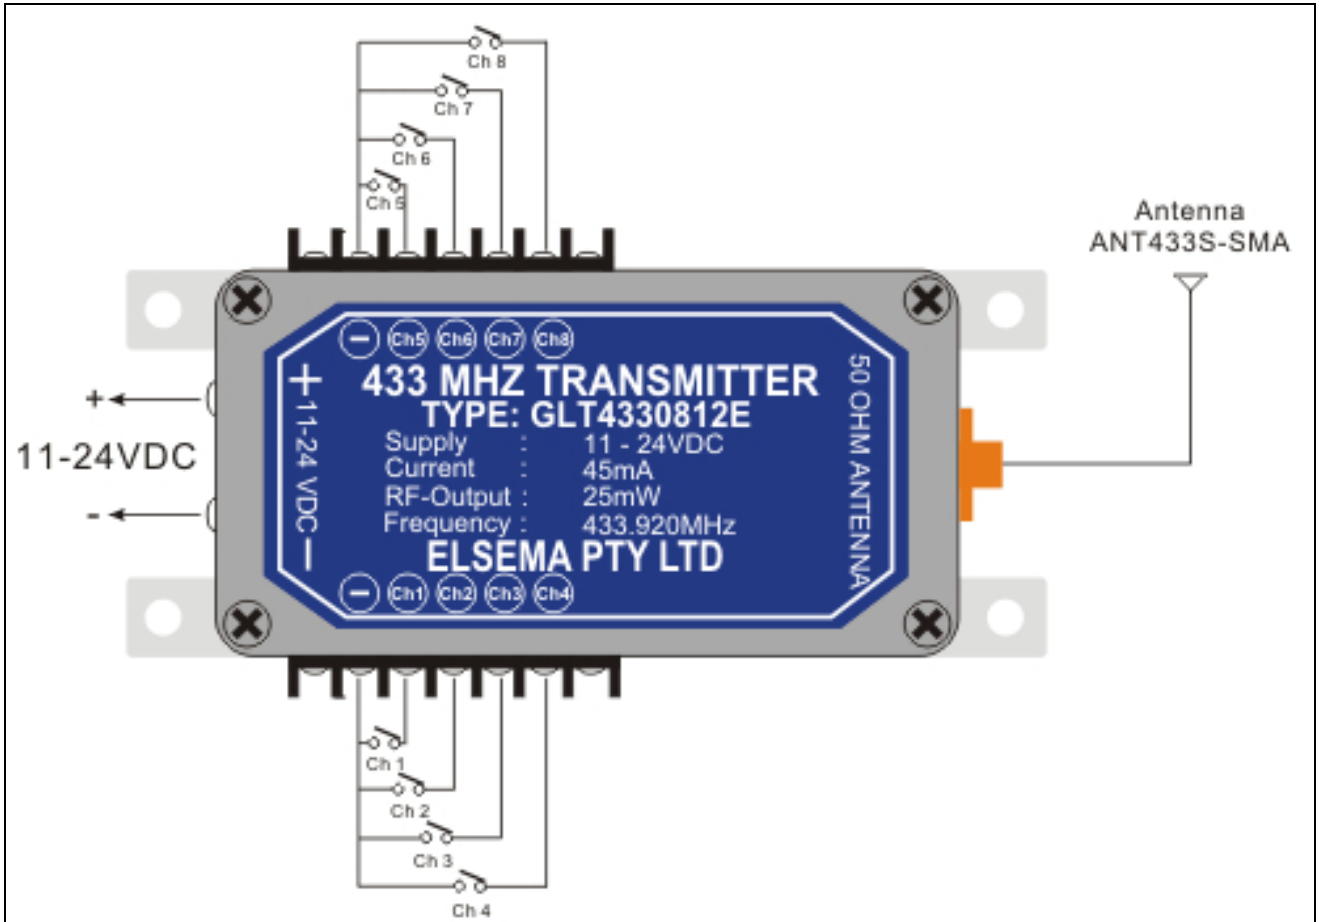 Ch 8
Ch 7
Ch 6
Ch 5
Antenna
ANT433S-SMA
- Ch5 Ch6 Ch7 Ch8
433 MHZ TRANSMITTER
TYPE: GLT4330812E
Supply : 11 - 24VDC
Current : 45mA
RF-Output : 25mW
Frequency : 433.920MHz
ELSEMA PTY LTD
- Ch1 Ch2 Ch3 Ch4
+ 11-24 VDC -
50 OHM ANTENNA
+
11-24VDC
-
Ch 1
Ch 2
Ch 3
Ch 4